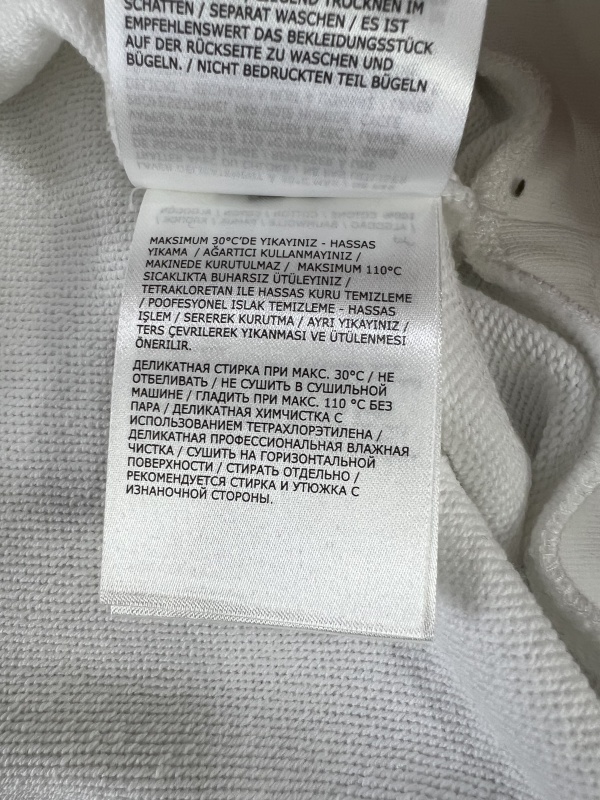 TROCKNEN IM
SCHATTEN / SEPARAT WASCHEN / ES IST
EMPFEHLENSWERT DAS BEKLEIDUNGSSTÜCK
AUF DER RÜCKSEITE ZU WASCHEN UND
BÜGELN. / NICHT BEDRUCKTEN TEIL BÜGELN
MAKSIMUM 30°C'DE YIKAYINIZ - HASSAS
YIKAMA / AĞARTICI KULLANMAYINIZ /
MAKINEDE KURUTULMAZ / MAKSIMUM 110°C
SICAKLIKTA BUHARSIZ ÜTÜLEYINIZ /
TETRAKLORETAN ILE HASSAS KURU TEMIZLEME
/ POOFESYONEL ISLAK TEMIZLEME - HASSAS
IŞLEM / SEREREK KURUTMA / AYRI YIKAYINIZ /
TERS ÇEVRILEREK YIKANMASI VE ÜTÜLENMESI
ÖNERILIR.
ДЕЛИКАТНАЯ СТИРКА ПРИ МАКС. 30°C / НЕ
ОТБЕЛИВАТЬ / НЕ СУШИТЬ В СУШИЛЬНОЙ
МАШИНЕ / ГЛАДИТЬ ПРИ МАКС. 110 °C БЕЗ
ПАРА / ДЕЛИКАТНАЯ ХИМЧИСТКА С
ИСПОЛЬЗОВАНИЕМ ТЕТРАХЛОРЭТИЛЕНА /
ДЕЛИКАТНАЯ ПРОФЕССИОНАЛЬНАЯ ВЛАЖНАЯ
ЧИСТКА / СУШИТЬ НА ГОРИЗОНТАЛЬНОЙ
ПОВЕРХНОСТИ / СТИРАТЬ ОТДЕЛЬНО /
РЕКОМЕНДУЕТСЯ СТИРКА И УТЮЖКА С
ИЗНАНОЧНОЙ СТОРОНЫ.